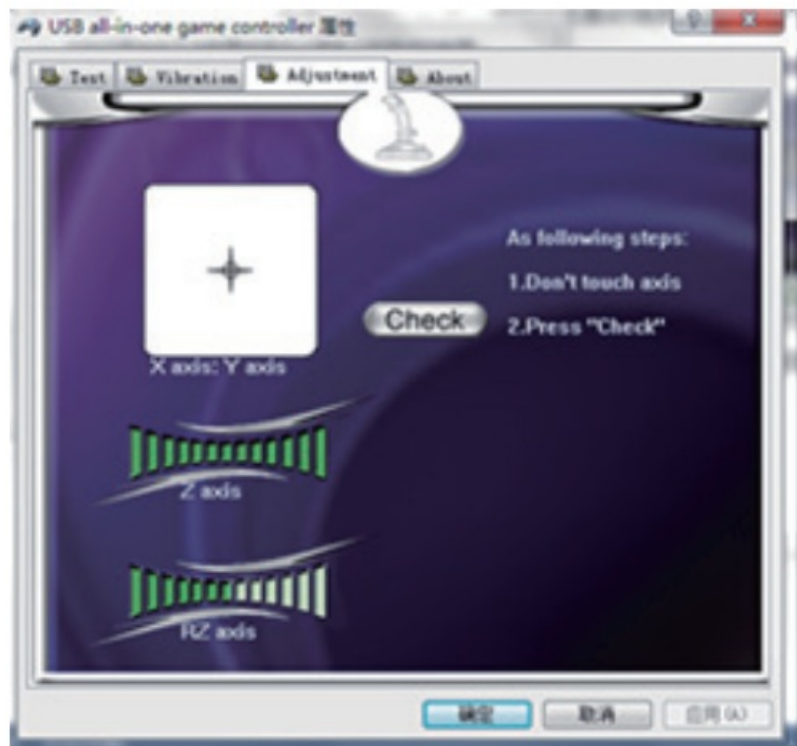 USB all-in-one game controller 属性
Test Vibration Adjustment About
As following steps:
1.Don't touch axis
Check
2.Press "Check"
X axis: Y axis
Z axis
RZ axis
确定 取消 应用(A)